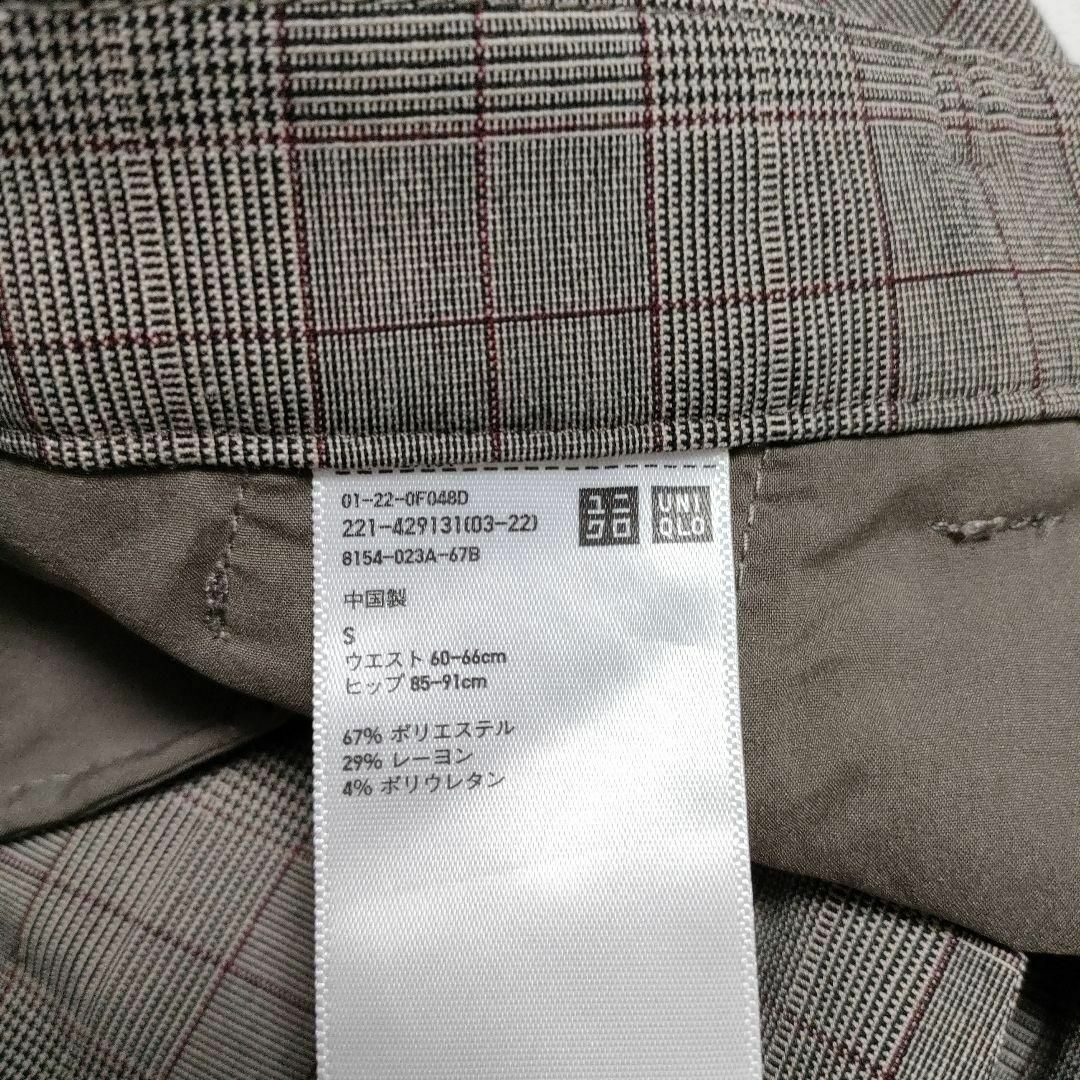 01-22-0F048D
221-429131(03-22)
8154-023A-67B
ユニ
クロ
UNI
QLO
中国製
S
ウエスト 60-66cm
ヒップ 85-91cm
67% ポリエステル
29% レーヨン
4% ポリウレタン